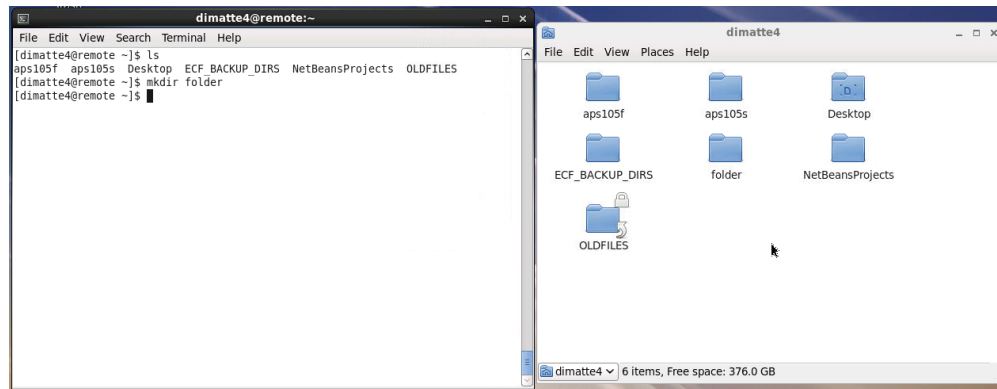 dimatte4@remote:~
File Edit View Search Terminal Help
[dimatte4@remote ~]$ ls
aps105f aps105s Desktop ECF_BACKUP_DIRS NetBeansProjects OLDFILES
[dimatte4@remote ~]$ mkdir folder
[dimatte4@remote ~]$
dimatte4
File Edit View Places Help
aps105f aps105s Desktop
ECF_BACKUP_DIRS folder NetBeansProjects
OLDFILES
dimatte4 6 items, Free space: 376.0 GB